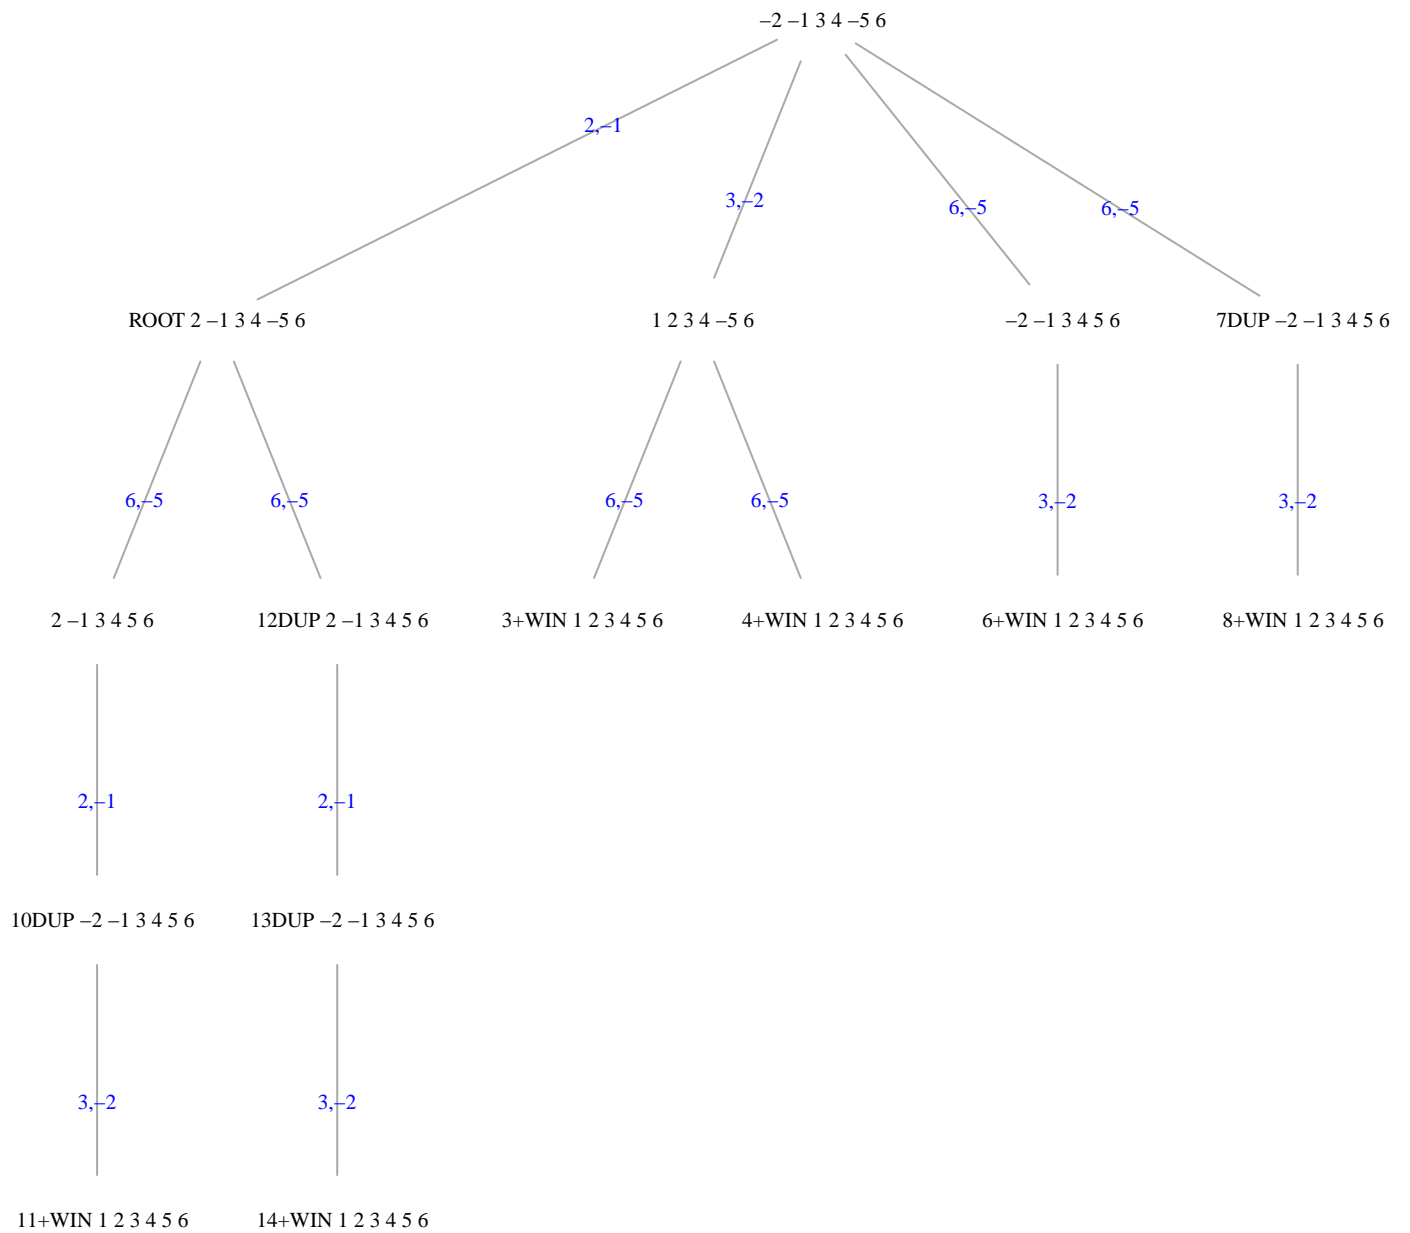 –2 –1 3 4 –5 6
2,–1
3,–2
6,–5
6,–5
ROOT 2 –1 3 4 –5 6
1 2 3 4 –5 6
–2 –1 3 4 5 6
7DUP –2 –1 3 4 5 6
6,–5
6,–5
6,–5
6,–5
3,–2
3,–2
2 –1 3 4 5 6
12DUP 2 –1 3 4 5 6
3+WIN 1 2 3 4 5 6
4+WIN 1 2 3 4 5 6
6+WIN 1 2 3 4 5 6
8+WIN 1 2 3 4 5 6
2,–1
2,–1
10DUP –2 –1 3 4 5 6
13DUP –2 –1 3 4 5 6
3,–2
3,–2
11+WIN 1 2 3 4 5 6
14+WIN 1 2 3 4 5 6